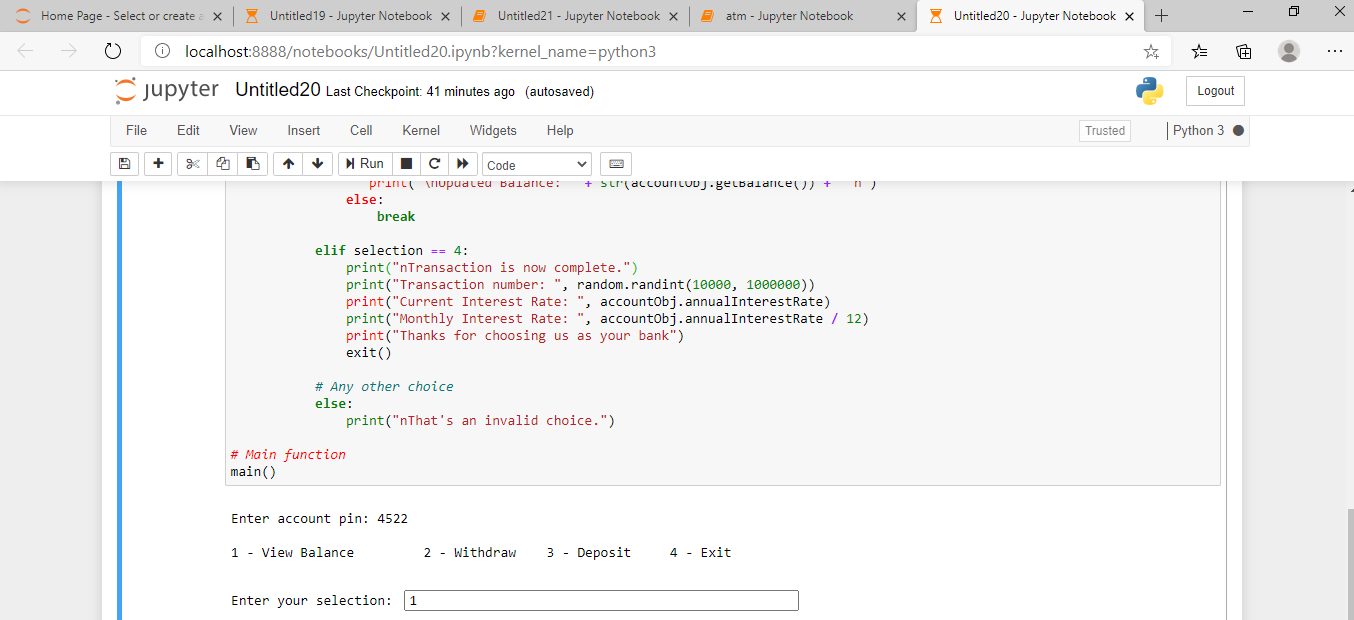 Home Page - Select or create a
Untitled19 - Jupyter Notebook
Untitled21 - Jupyter Notebook
atm - Jupyter Notebook
Untitled20 - Jupyter Notebook
localhost:8888/notebooks/Untitled20.ipynb?kernel_name=python3
jupyter Untitled20 Last Checkpoint: 41 minutes ago (autosaved)
Logout
File Edit View Insert Cell Kernel Widgets Help Trusted Python 3
Run Code
print("\nUpdated Balance: " + str(accountObj.getBalance()) + " n")
else:
break
elif selection == 4:
print("nTransaction is now complete.")
print("Transaction number: ", random.randint(10000, 1000000))
print("Current Interest Rate: ", accountObj.annualInterestRate)
print("Monthly Interest Rate: ", accountObj.annualInterestRate / 12)
print("Thanks for choosing us as your bank")
exit()
# Any other choice
else:
print("nThat's an invalid choice.")
# Main function
main()
Enter account pin: 4522
1 - View Balance 2 - Withdraw 3 - Deposit 4 - Exit
Enter your selection: 1